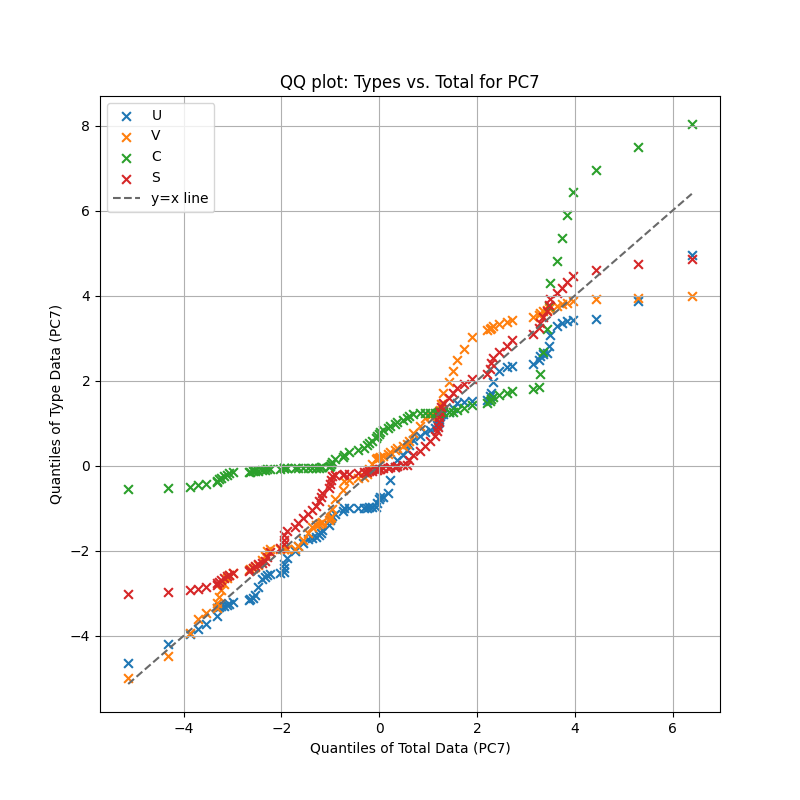 QQ plot: Types vs. Total for PC7
U
V
C
S
y=x line
Quantiles of Type Data (PC7)
8
6
4
2
0
−2
−4
−4
−2
0
2
4
6
Quantiles of Total Data (PC7)